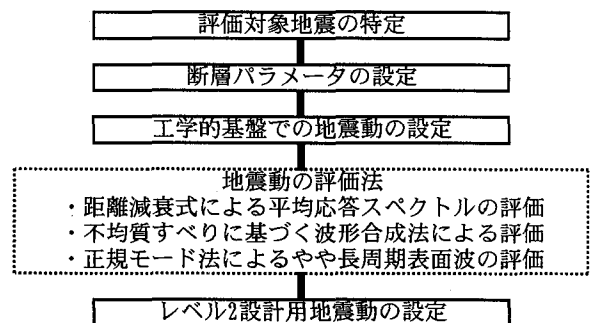 評価対象地震の特定
断層パラメータの設定
工学的基盤での地震動の設定
地震動の評価法
・距離減衰式による平均応答スペクトルの評価
・不均質すべりに基づく波形合成法による評価
・正規モード法によるやや長周期表面波の評価
レベル2設計用地震動の設定